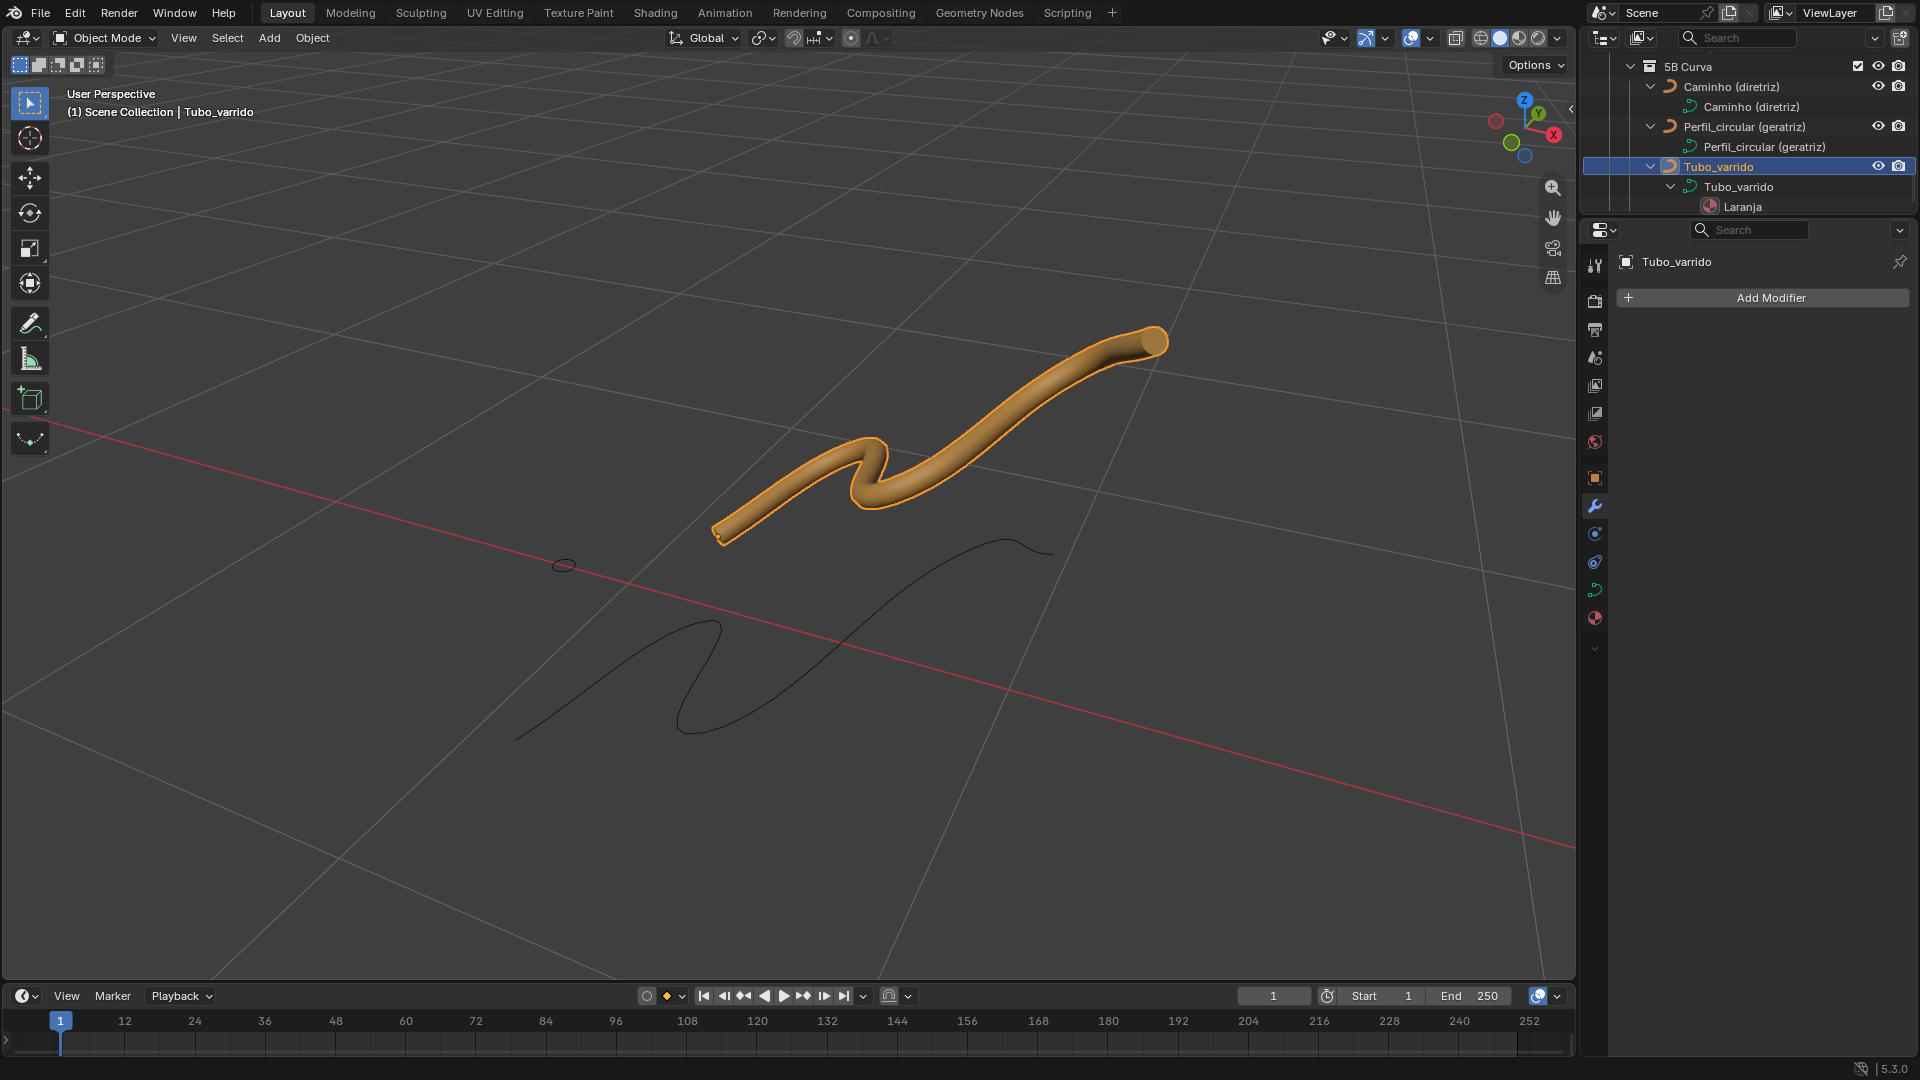 File Edit Render Window Help Layout Modeling Sculpting UV Editing Texture Paint Shading Animation Rendering Compositing Geometry Nodes Scripting Scene ViewLayer
Object Mode View Select Add Object Global Search
Options
User Perspective
(1) Scene Collection | Tubo_varrido
Z
Y
X
5B Curva
Caminho (diretriz)
Caminho (diretriz)
Perfil_circular (geratriz)
Perfil_circular (geratriz)
Tubo_varrido
Tubo_varrido
Laranja
Search
Tubo_varrido
Add Modifier
View Marker Playback 1 Start 1 End 250
1 12 24 36 48 60 72 84 96 108 120 132 144 156 168 180 192 204 216 228 240 252
5.3.0